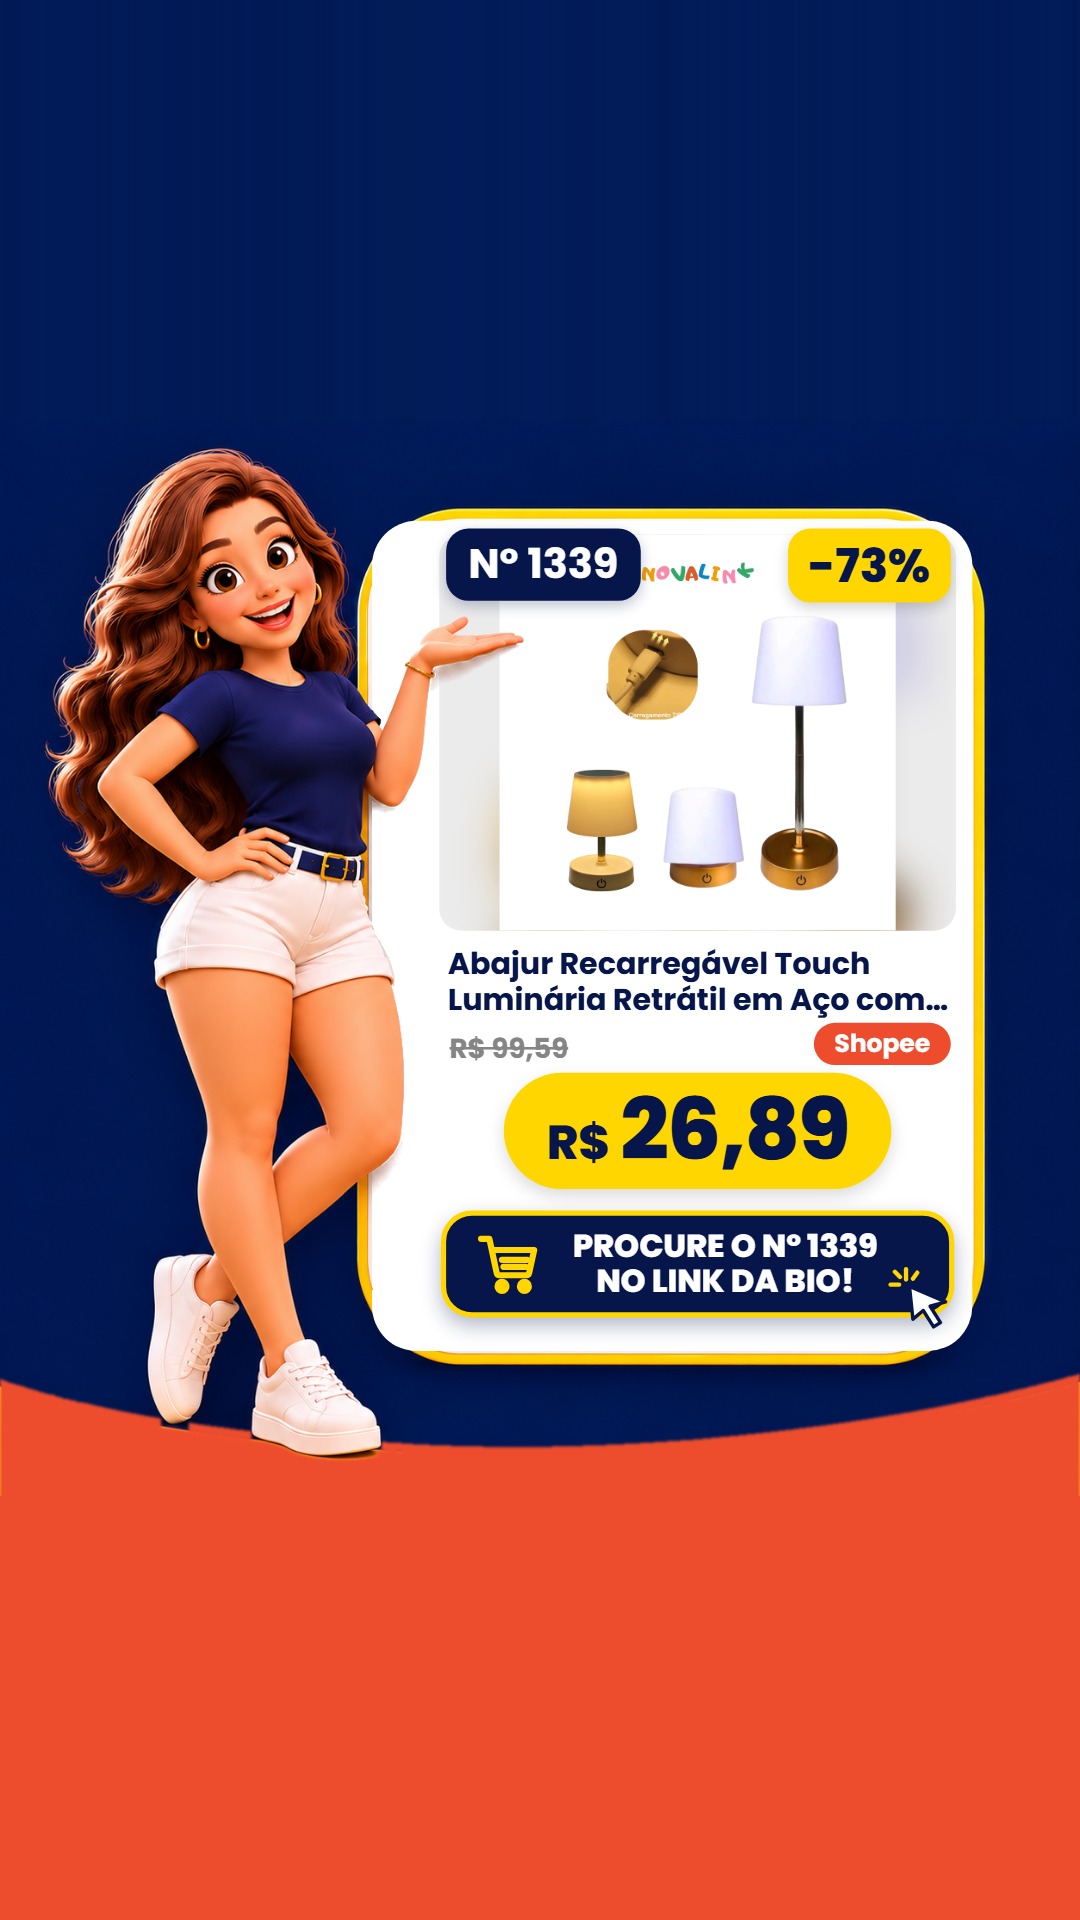 Nº 1339
NOVALINK
-73%
Abajur Recarregável Touch
Luminária Retrátil em Aço com...
R$ 99,59
Shopee
R$ 26,89
PROCURE O Nº 1339
NO LINK DA BIO!